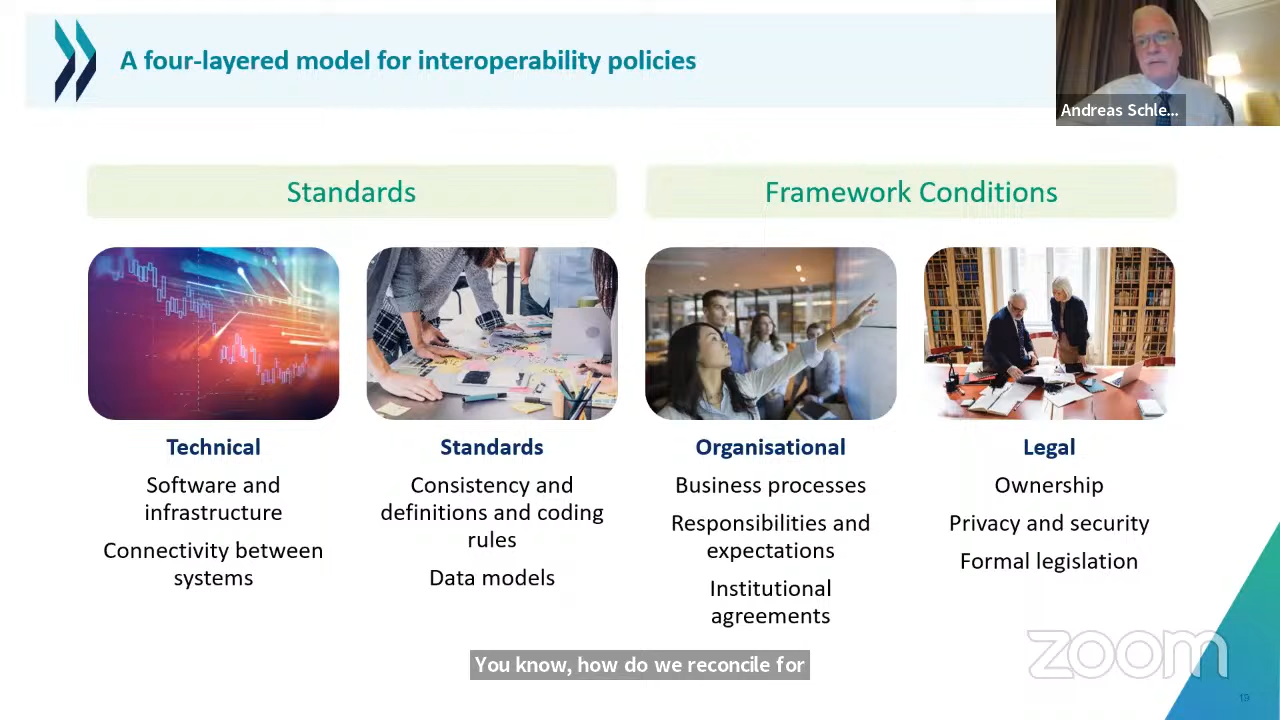 A four-layered model for interoperability policies
Andreas Schle...
Standards
Framework Conditions
Technical
Software and
infrastructure
Connectivity between
systems
Standards
Consistency and
definitions and coding
rules
Data models
Organisational
Business processes
Responsibilities and
expectations
Institutional
agreements
Legal
Ownership
Privacy and security
Formal legislation
You know, how do we reconcile for
zoom
19